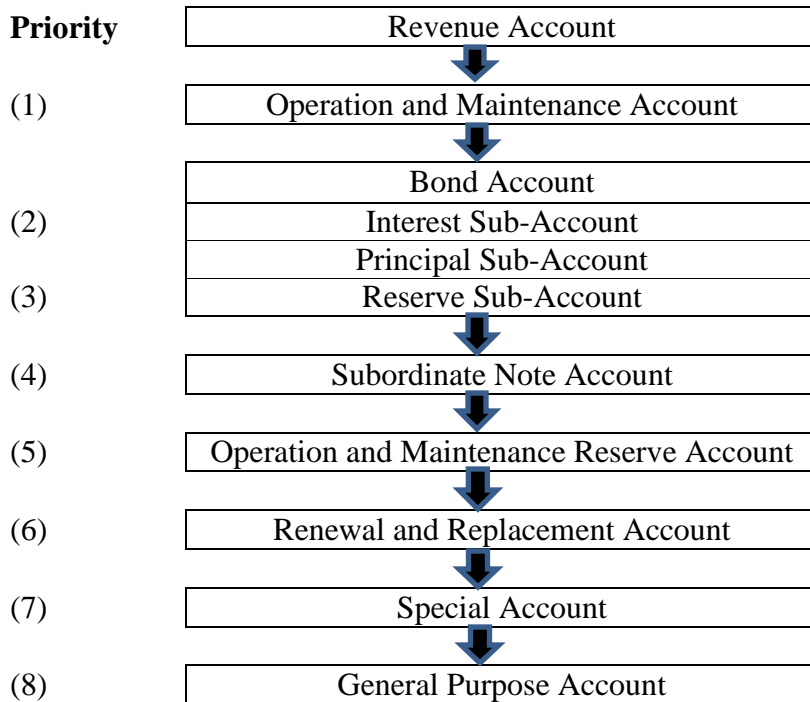 Priority Revenue Account
(1) Operation and Maintenance Account
Bond Account
(2) Interest Sub-Account
Principal Sub-Account
(3) Reserve Sub-Account
(4) Subordinate Note Account
(5) Operation and Maintenance Reserve Account
(6) Renewal and Replacement Account
(7) Special Account
(8) General Purpose Account